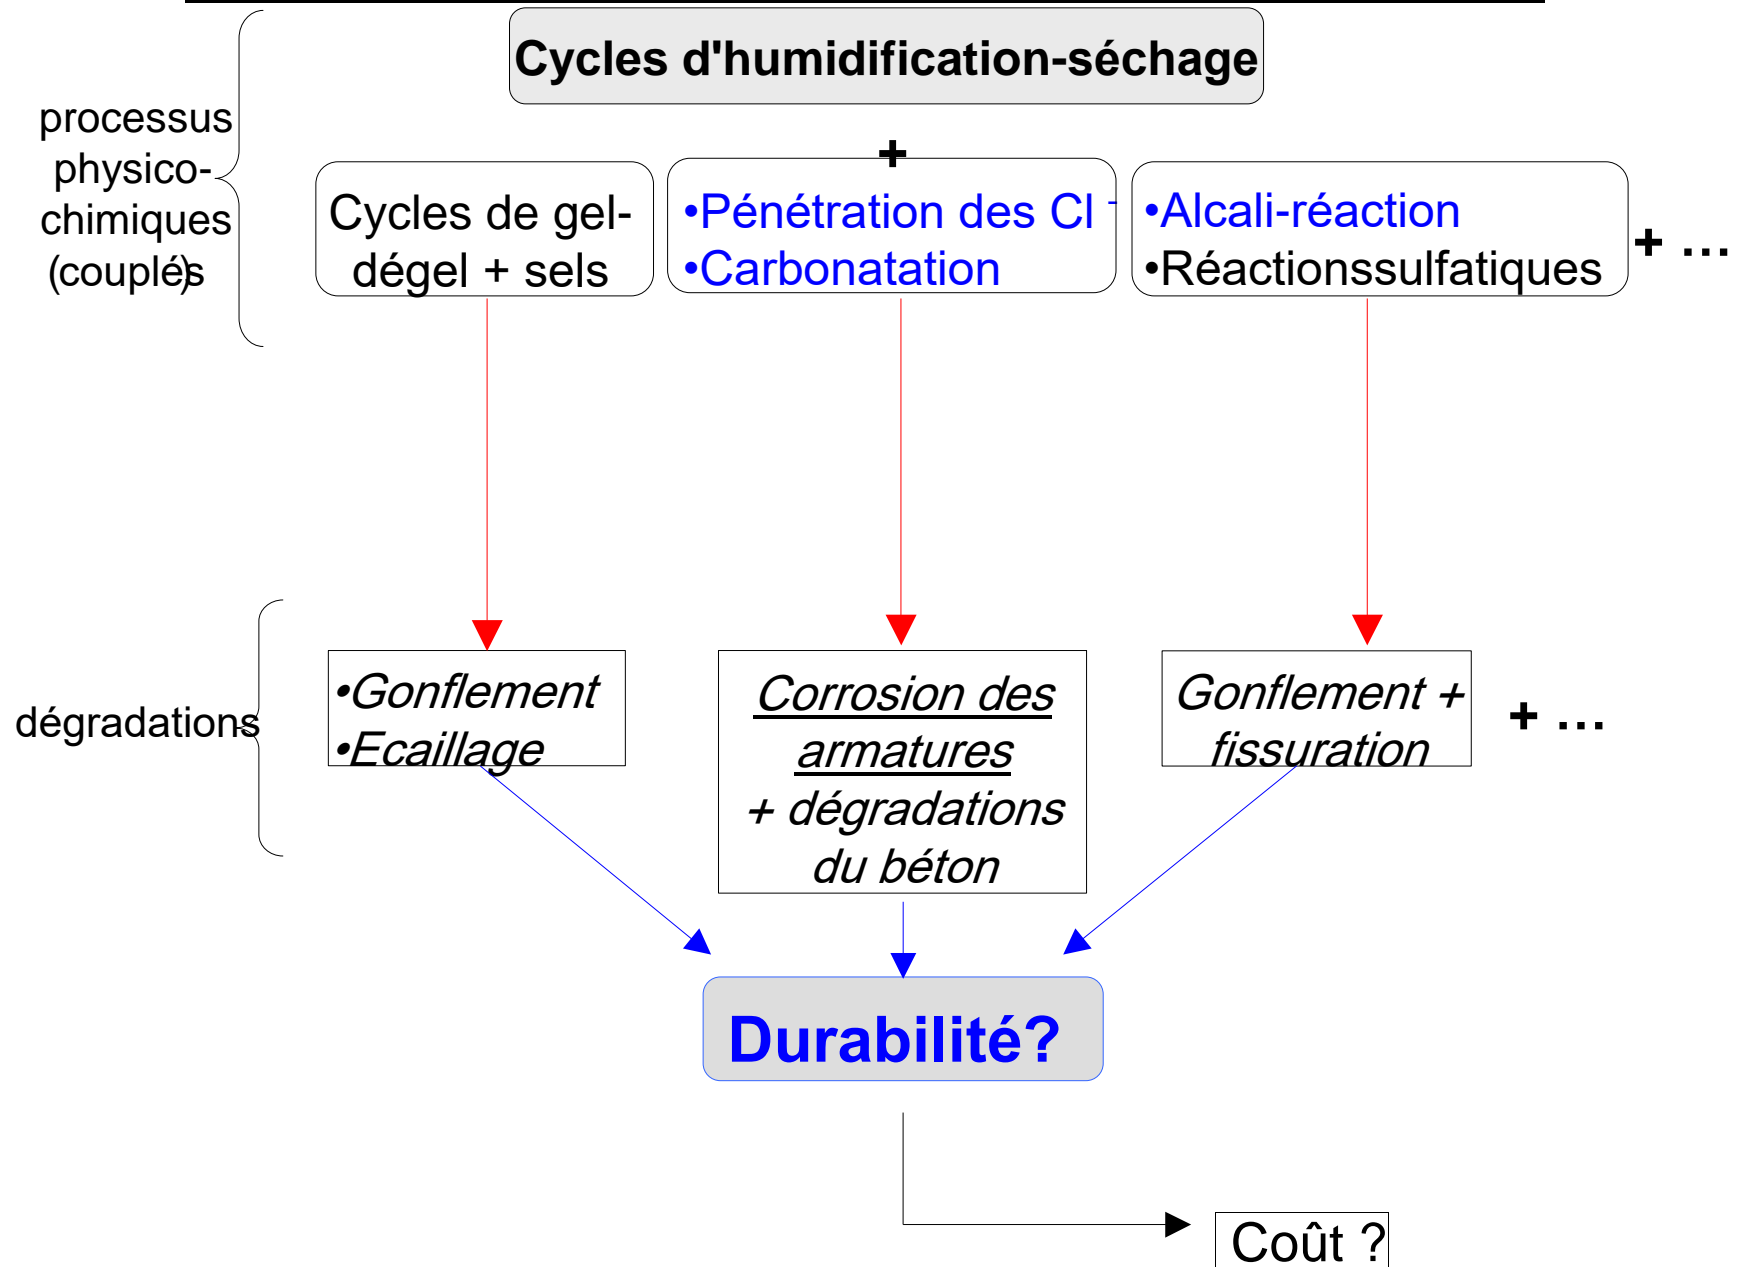 Cycles d'humidification-séchage
processus
physico-
chimiques
(couplés)
+
Cycles de gel-
dégel + sels
•Pénétration des Cl -
•Carbonatation
•Alcali-réaction
•Réactionssulfatiques
+ …
dégradations
•Gonflement
•Ecaillage
Corrosion des
armatures
+ dégradations
du béton
Gonflement +
fissuration
+ …
Durabilité?
Coût ?